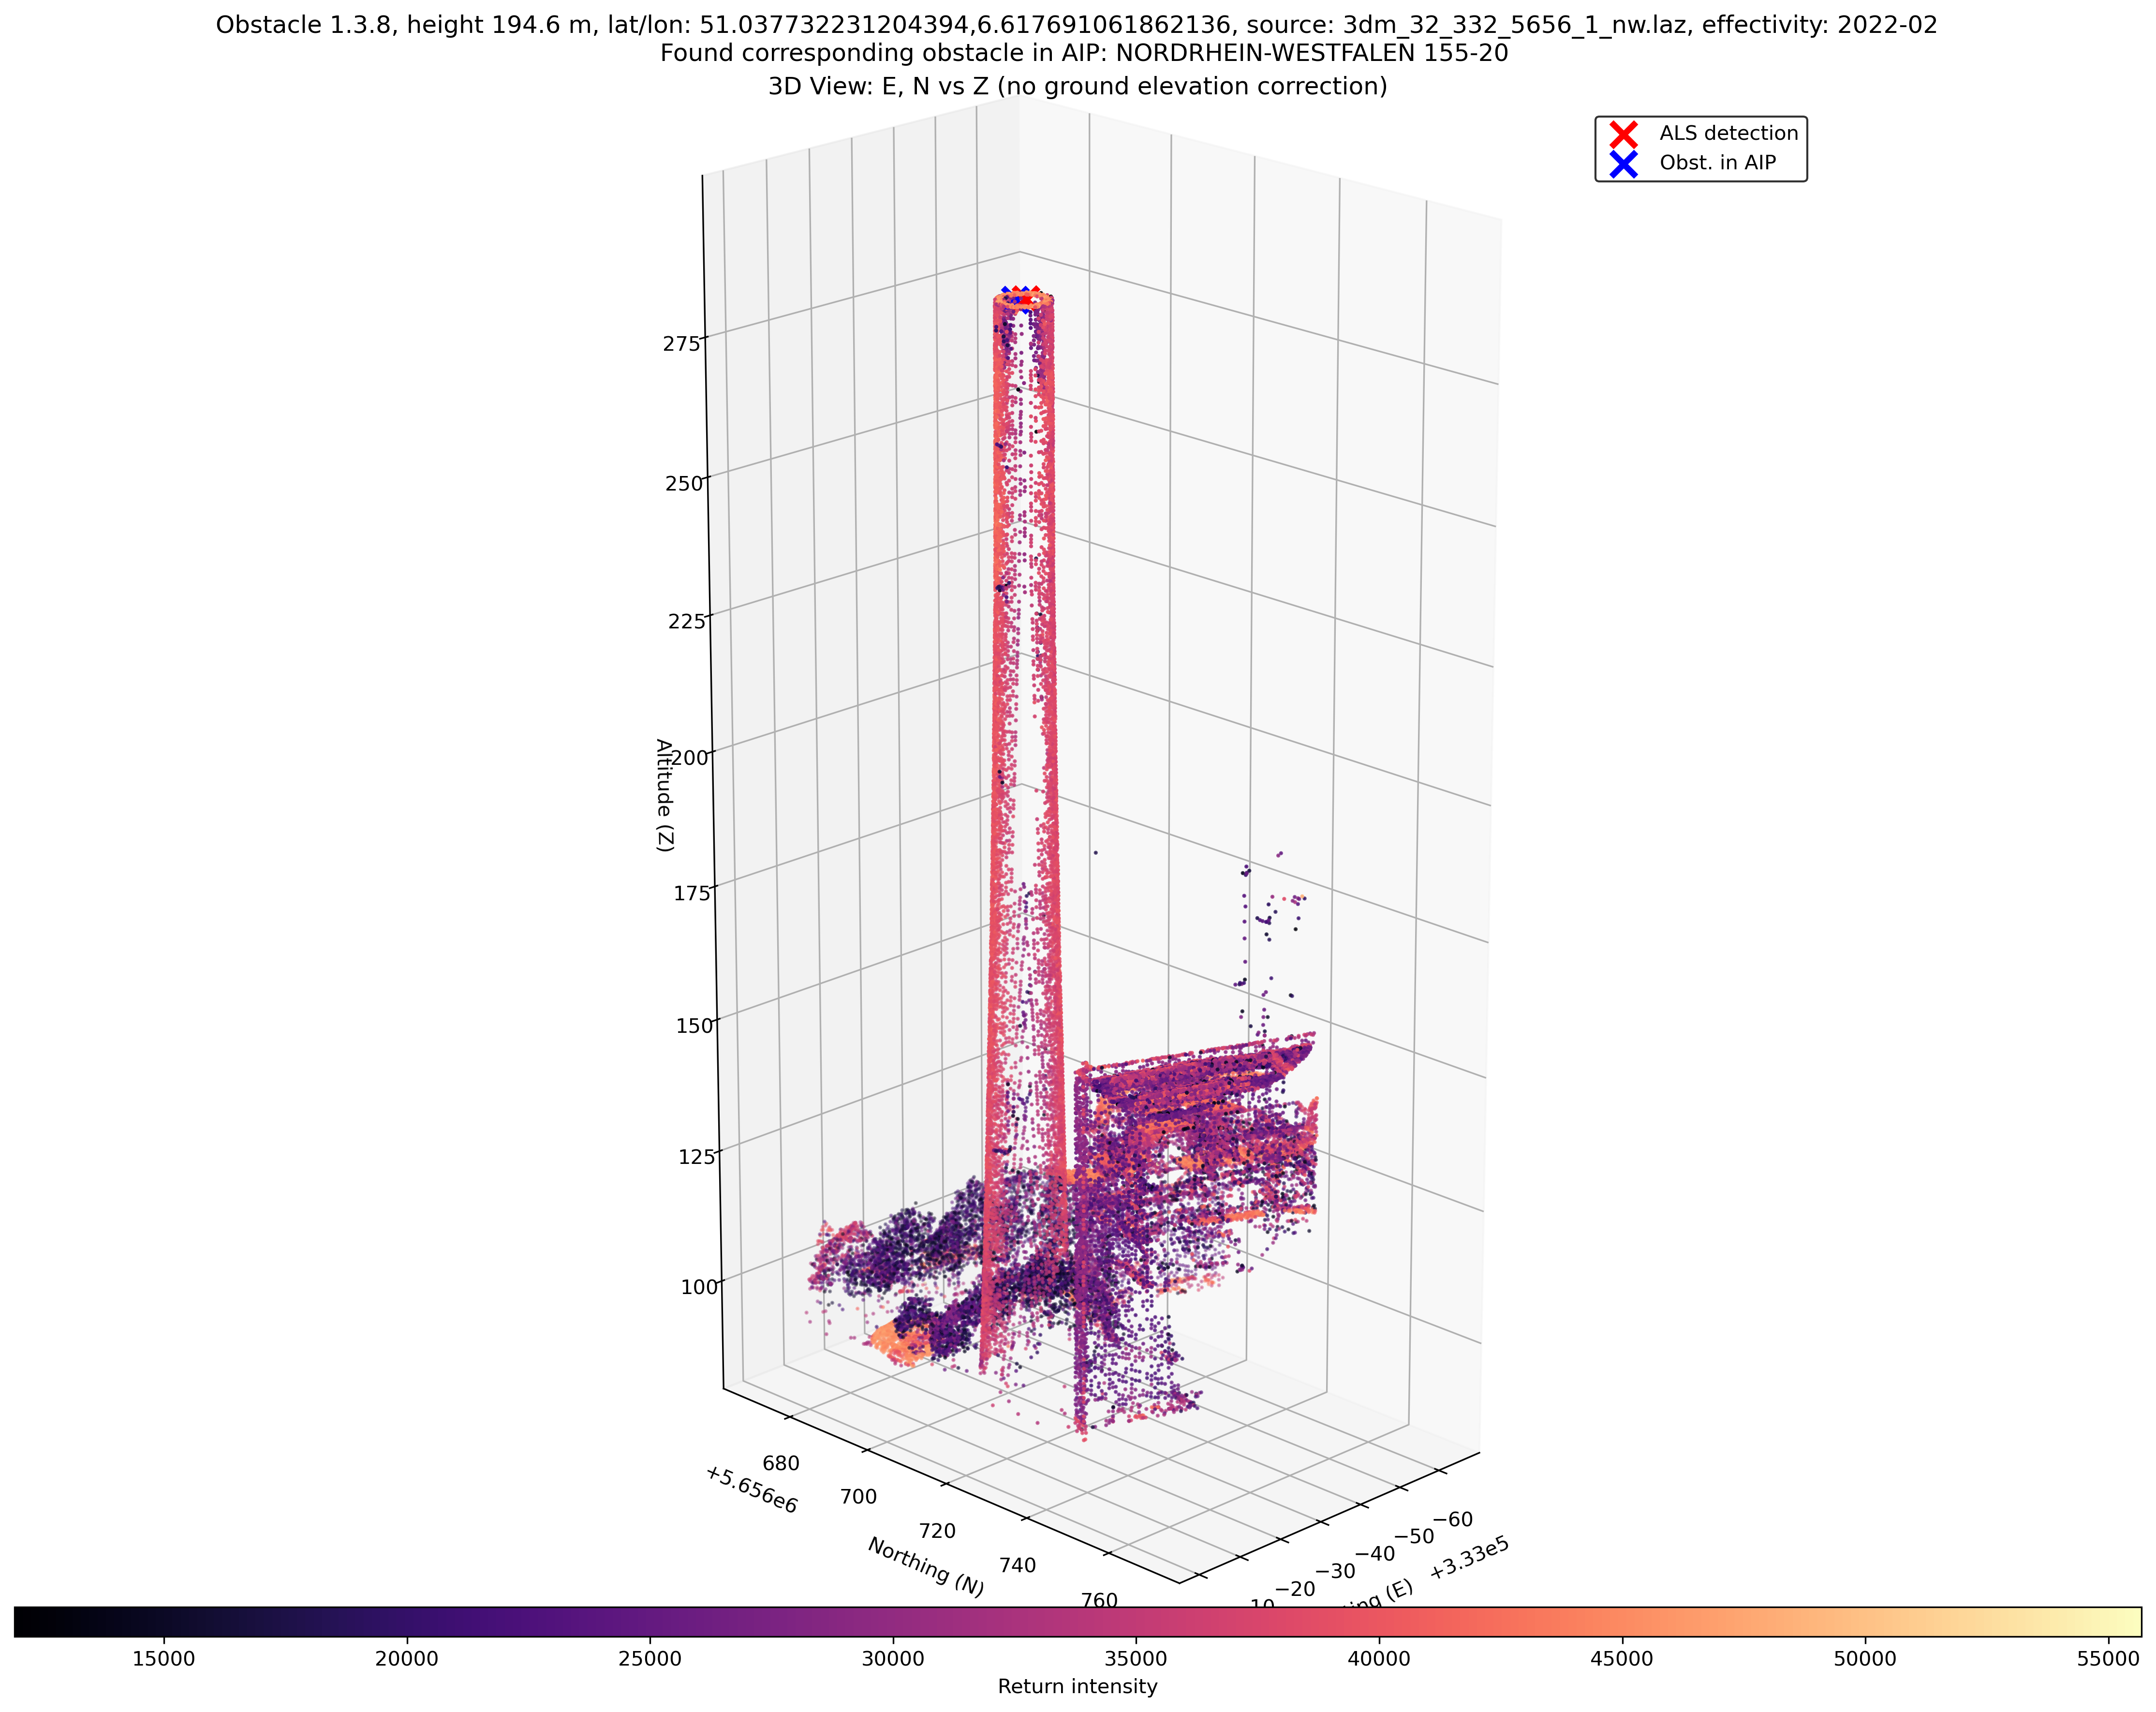 Obstacle 1.3.8, height 194.6 m, lat/lon: 51.037732231204394,6.617691061862136, source: 3dm_32_332_5656_1_nw.laz, effectivity: 2022-02
Found corresponding obstacle in AIP: NORDRHEIN-WESTFALEN 155-20
3D View: E, N vs Z (no ground elevation correction)
ALS detection
Obst. in AIP
275
250
225
200
175
150
125
100
Altitude (Z)
680
700
720
740
760
+5.656e6
Northing (N)
−60
−50
−40
−30
−20
10
+3.33e5
(E)
15000
20000
25000
30000
35000
40000
45000
50000
55000
Return intensity